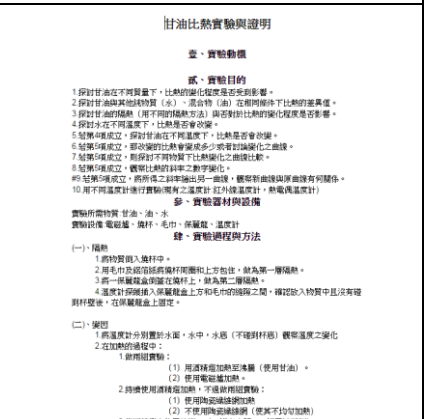 甘油比熱實驗與證明
壹、實驗動機
貳、實驗目的
1.探討甘油在不同質量下,比熱的變化程度是否受到影響。
2.探討甘油與其他純物質(水)、混合物(油)在相同條件下比熱的差異值。
3.探討甘油的隔熱(用不同的隔熱方法)與否對於比熱的變化程度是否影響。
4.探討水在不同溫度下,比熱是否會改變。
5.若第4項成立,探討甘油在不同溫度下,比熱是否會改變。
6.若第5項成立,那改變的比熱會變成多少或者討論變化之曲線。
7.若第5項成立,則探討不同物質下比熱變化之曲線比較。
8.若第5項成立,觀察比熱的斜率之數字變化。
#9.若第5項成立,將所得之斜率牆出另一曲線,觀察新曲線與原曲線有何關係。
10.用不同溫度計進行實驗(現有之溫度計:紅外線溫度計,熱電偶溫度計)
參、實驗器材與設備
實驗所需物質:甘油、油、水
實驗設備:電磁爐、燒杯、毛巾、保麗龍、溫度計
肆、實驗過程與方法
(一)、隔熱
1.將物質倒入燒杯中。
2.用毛巾及鋁箔紙將燒杯周圍和上方包住,做為第一層隔熱。
3.將一保麗龍盒倒蓋在燒杯上,做為第二層隔熱。
4.溫度計探鍼插入保麗龍盒上方和毛巾的縫隙之間,確認放入物質中且沒有碰
到杯壁後,在保麗龍盒上固定。
(二)、變因
1.將溫度計分別置於水面,水中,水底(不碰到杯底)觀察溫度之變化
2.在加熱的過程中:
1.做兩組實驗:
(1)用酒精燈加熱至沸騰(使用甘油)。
(2)使用電磁爐加熱。
2.持續使用酒精燈加熱,不過做兩組實驗:
(1)使用陶瓷纖維網加熱
(2)不使用陶瓷纖維網(使其不均勻加熱)